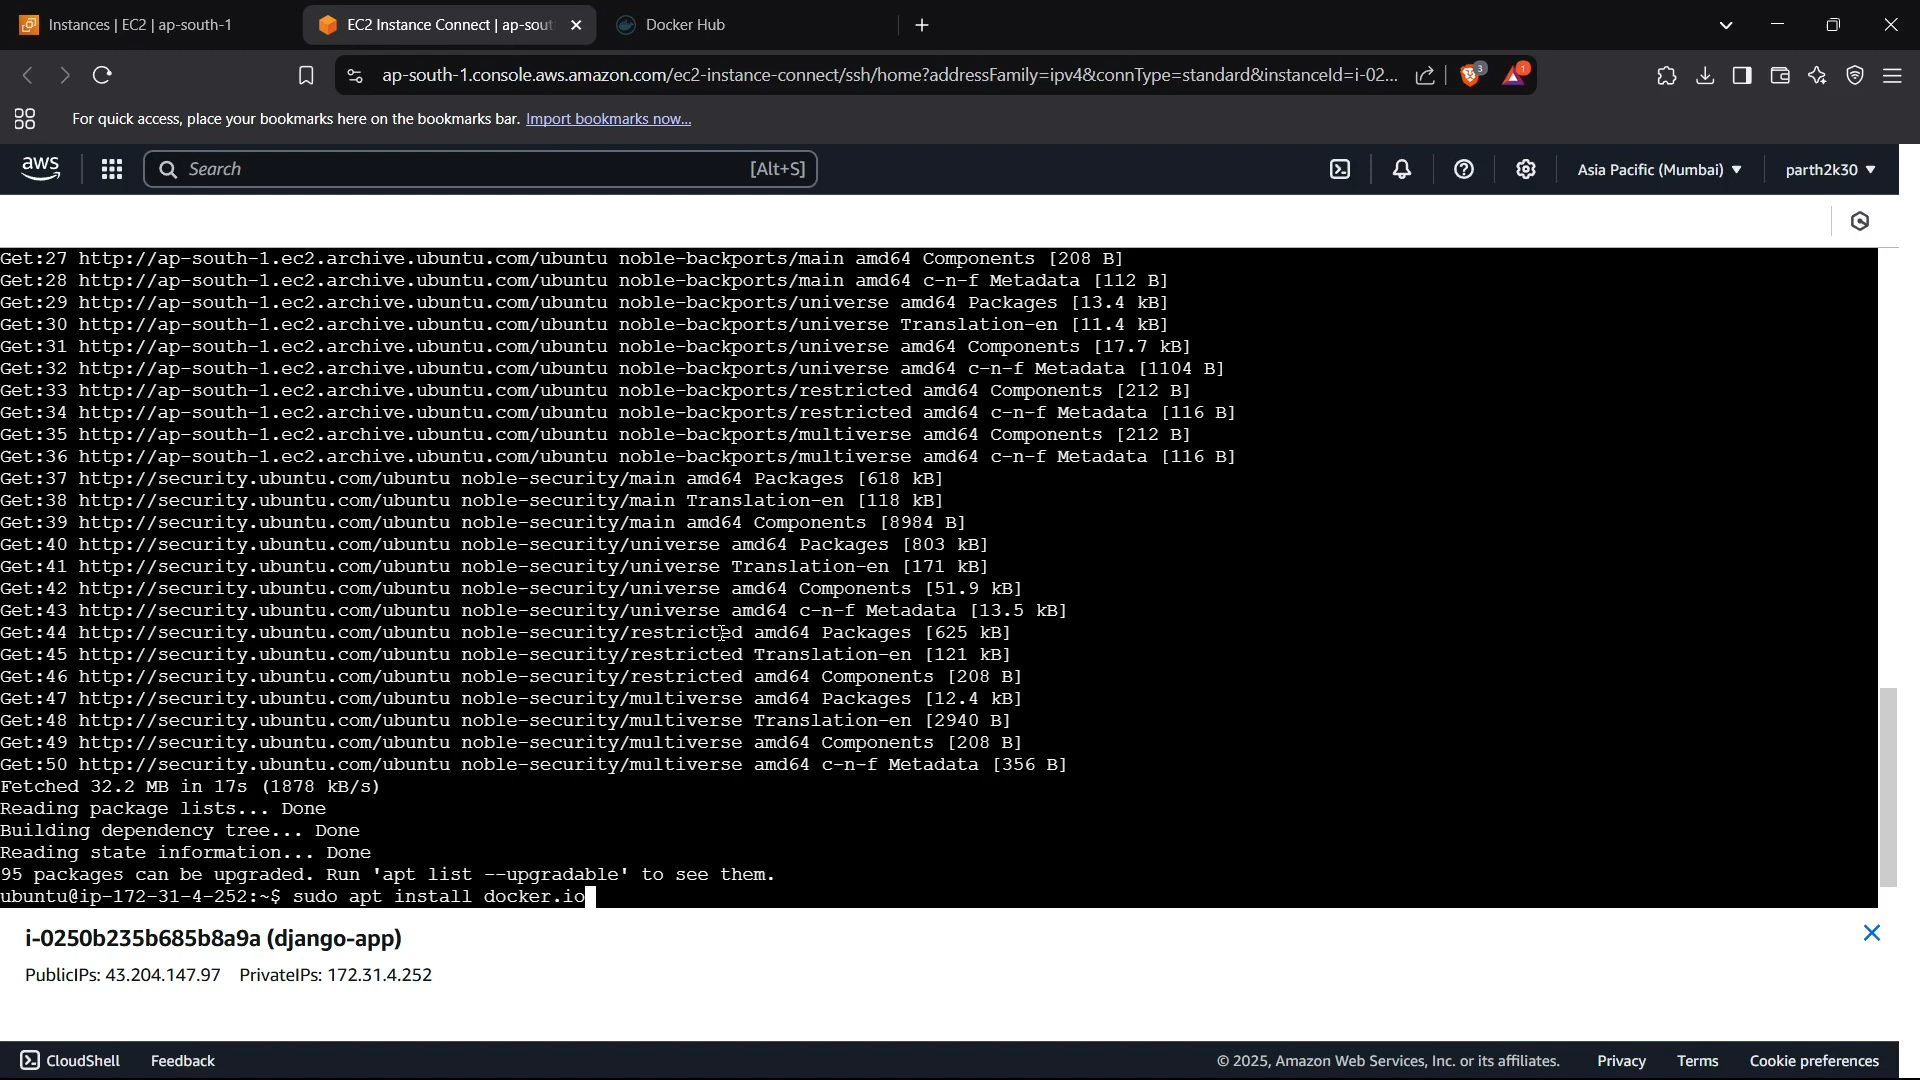 Instances | EC2 | ap-south-1
EC2 Instance Connect | ap-sout
Docker Hub
ap-south-1.console.aws.amazon.com/ec2-instance-connect/ssh/home?addressFamily=ipv4&connType=standard&instanceId=i-02...
3
1
For quick access, place your bookmarks here on the bookmarks bar. Import bookmarks now...
aws
Search
[Alt+S]
Asia Pacific (Mumbai)
parth2k30
Get:27 http://ap-south-1.ec2.archive.ubuntu.com/ubuntu noble-backports/main amd64 Components [208 B]
Get:28 http://ap-south-1.ec2.archive.ubuntu.com/ubuntu noble-backports/main amd64 c-n-f Metadata [112 B]
Get:29 http://ap-south-1.ec2.archive.ubuntu.com/ubuntu noble-backports/universe amd64 Packages [13.4 kB]
Get:30 http://ap-south-1.ec2.archive.ubuntu.com/ubuntu noble-backports/universe Translation-en [11.4 kB]
Get:31 http://ap-south-1.ec2.archive.ubuntu.com/ubuntu noble-backports/universe amd64 Components [17.7 kB]
Get:32 http://ap-south-1.ec2.archive.ubuntu.com/ubuntu noble-backports/universe amd64 c-n-f Metadata [1104 B]
Get:33 http://ap-south-1.ec2.archive.ubuntu.com/ubuntu noble-backports/restricted amd64 Components [212 B]
Get:34 http://ap-south-1.ec2.archive.ubuntu.com/ubuntu noble-backports/restricted amd64 c-n-f Metadata [116 B]
Get:35 http://ap-south-1.ec2.archive.ubuntu.com/ubuntu noble-backports/multiverse amd64 Components [212 B]
Get:36 http://ap-south-1.ec2.archive.ubuntu.com/ubuntu noble-backports/multiverse amd64 c-n-f Metadata [116 B]
Get:37 http://security.ubuntu.com/ubuntu noble-security/main amd64 Packages [618 kB]
Get:38 http://security.ubuntu.com/ubuntu noble-security/main Translation-en [118 kB]
Get:39 http://security.ubuntu.com/ubuntu noble-security/main amd64 Components [8984 B]
Get:40 http://security.ubuntu.com/ubuntu noble-security/universe amd64 Packages [803 kB]
Get:41 http://security.ubuntu.com/ubuntu noble-security/universe Translation-en [171 kB]
Get:42 http://security.ubuntu.com/ubuntu noble-security/universe amd64 Components [51.9 kB]
Get:43 http://security.ubuntu.com/ubuntu noble-security/universe amd64 c-n-f Metadata [13.5 kB]
Get:44 http://security.ubuntu.com/ubuntu noble-security/restricted amd64 Packages [625 kB]
Get:45 http://security.ubuntu.com/ubuntu noble-security/restricted Translation-en [121 kB]
Get:46 http://security.ubuntu.com/ubuntu noble-security/restricted amd64 Components [208 B]
Get:47 http://security.ubuntu.com/ubuntu noble-security/multiverse amd64 Packages [12.4 kB]
Get:48 http://security.ubuntu.com/ubuntu noble-security/multiverse Translation-en [2940 B]
Get:49 http://security.ubuntu.com/ubuntu noble-security/multiverse amd64 Components [208 B]
Get:50 http://security.ubuntu.com/ubuntu noble-security/multiverse amd64 c-n-f Metadata [356 B]
Fetched 32.2 MB in 17s (1878 kB/s)
Reading package lists... Done
Building dependency tree... Done
Reading state information... Done
95 packages can be upgraded. Run 'apt list --upgradable' to see them.
ubuntu@ip-172-31-4-252:~$ sudo apt install docker.io
i-0250b235b685b8a9a (django-app)
PublicIPs: 43.204.147.97 PrivateIPs: 172.31.4.252
CloudShell Feedback © 2025, Amazon Web Services, Inc. or its affiliates. Privacy Terms Cookie preferences